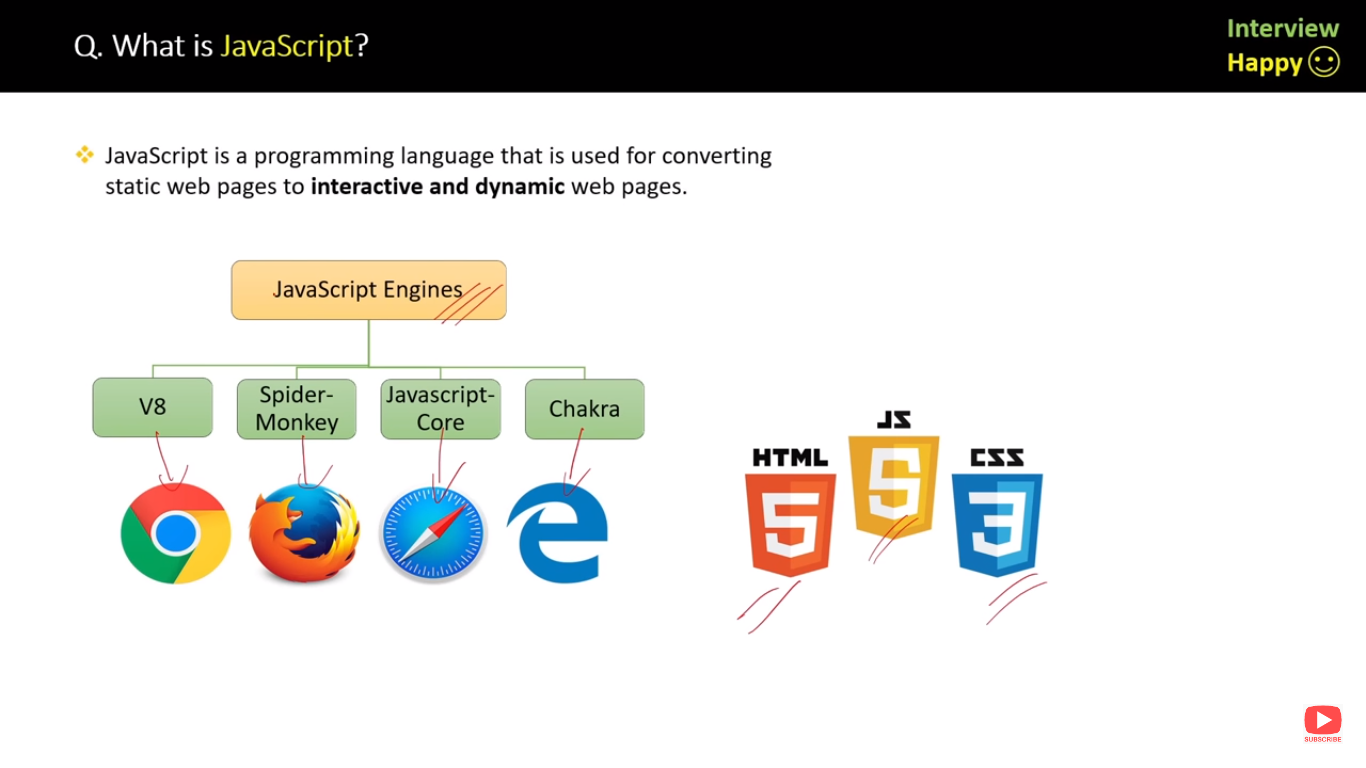 Q. What is JavaScript?
Interview
Happy
JavaScript is a programming language that is used for converting
static web pages to interactive and dynamic web pages.
JavaScript Engines
V8
Spider-
Monkey
Javascript-
Core
Chakra
HTML
5
JS
5
CSS
3
SUBSCRIBE